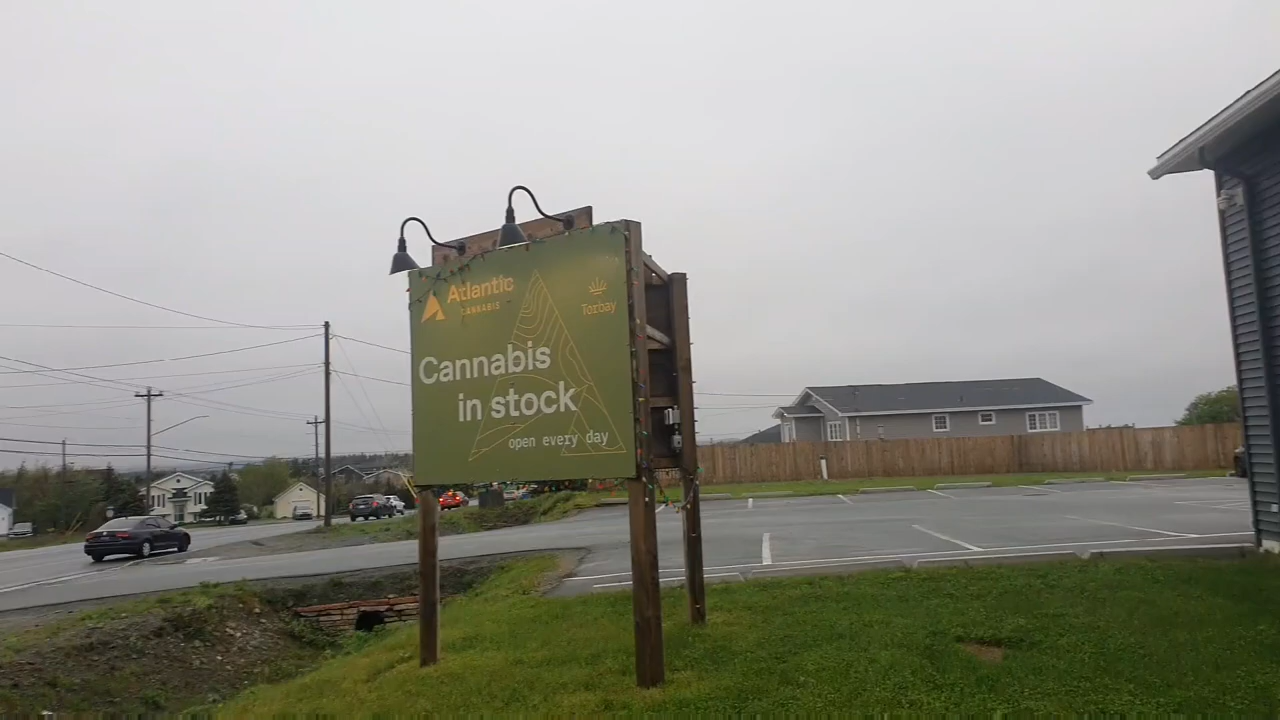 Atlantic
CANNABIS
Torbay
Cannabis
in stock
open every day